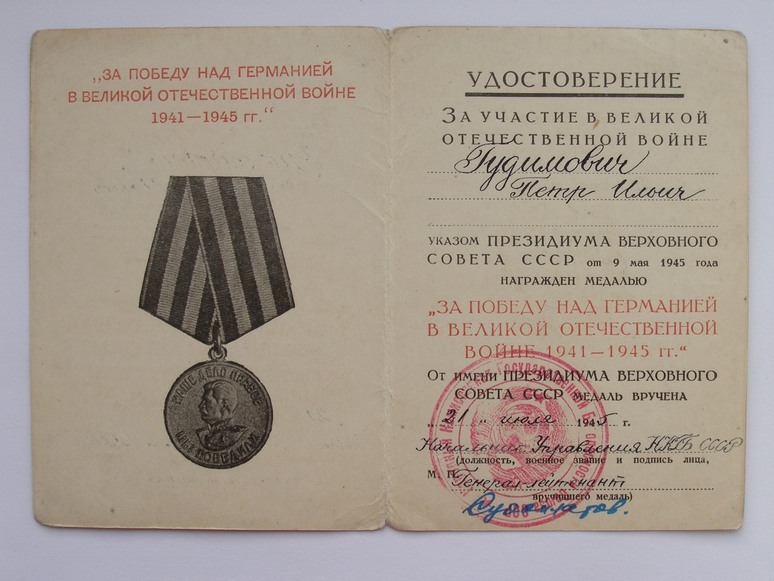 „ЗА ПОБЕДУ НАД ГЕРМАНИЕЙ
В ВЕЛИКОЙ ОТЕЧЕСТВЕННОЙ ВОЙНЕ
1941—1945 гг.“
НАШЕ ДЕЛО ПРАВОЕ
МЫ ПОБЕДИЛИ
УДОСТОВЕРЕНИЕ
ЗА УЧАСТИЕ В ВЕЛИКОЙ
ОТЕЧЕСТВЕННОЙ ВОЙНЕ
Гудимович
Петр Ильич
УКАЗОМ ПРЕЗИДИУМА ВЕРХОВНОГО
СОВЕТА СССР от 9 мая 1945 года
НАГРАЖДЕН МЕДАЛЬЮ
„ЗА ПОБЕДУ НАД ГЕРМАНИЕЙ
В ВЕЛИКОЙ ОТЕЧЕСТВЕННОЙ
ВОЙНЕ 1941—1945 гг.“
ОТ ИМЕНИ ПРЕЗИДИУМА ВЕРХОВНОГО
СОВЕТА СССР МЕДАЛЬ ВРУЧЕНА
„21„ июля 1945 г.
Начальник Управления НКГБ СССР
(должность, военное звание и подпись лица,
М. П. Генерал-лейтенант
вручившего медаль)
Судоплатов.